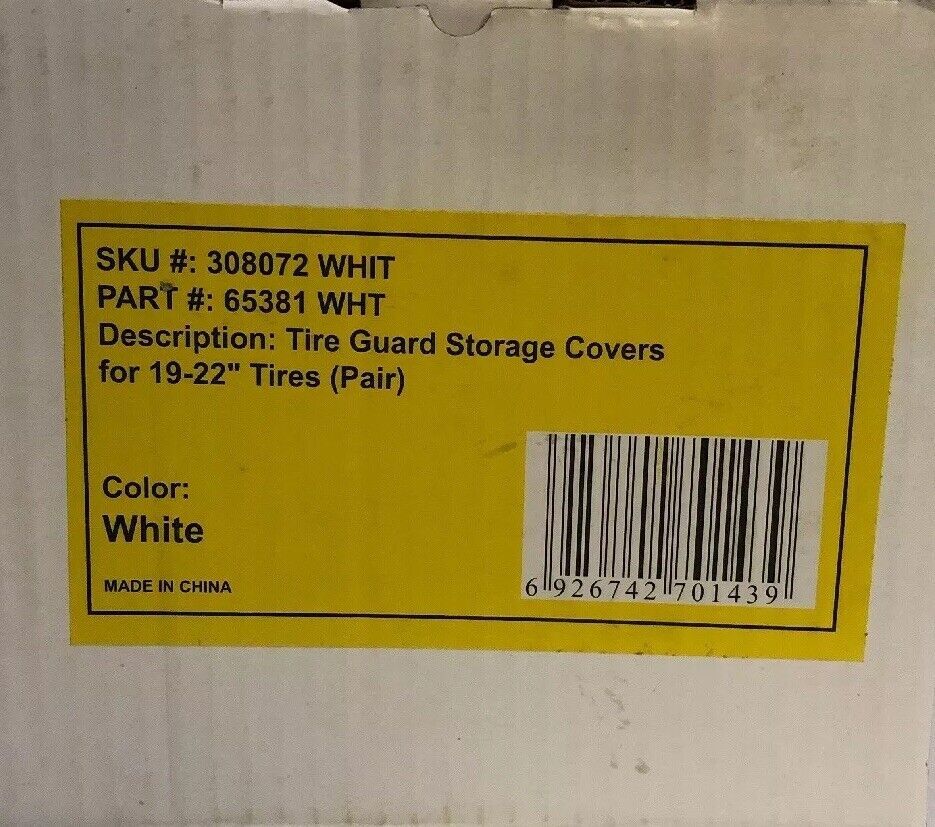 SKU #: 308072 WHIT
PART #: 65381 WHT
Description: Tire Guard Storage Covers
for 19-22" Tires (Pair)
Color:
White
MADE IN CHINA
6 926742 701439